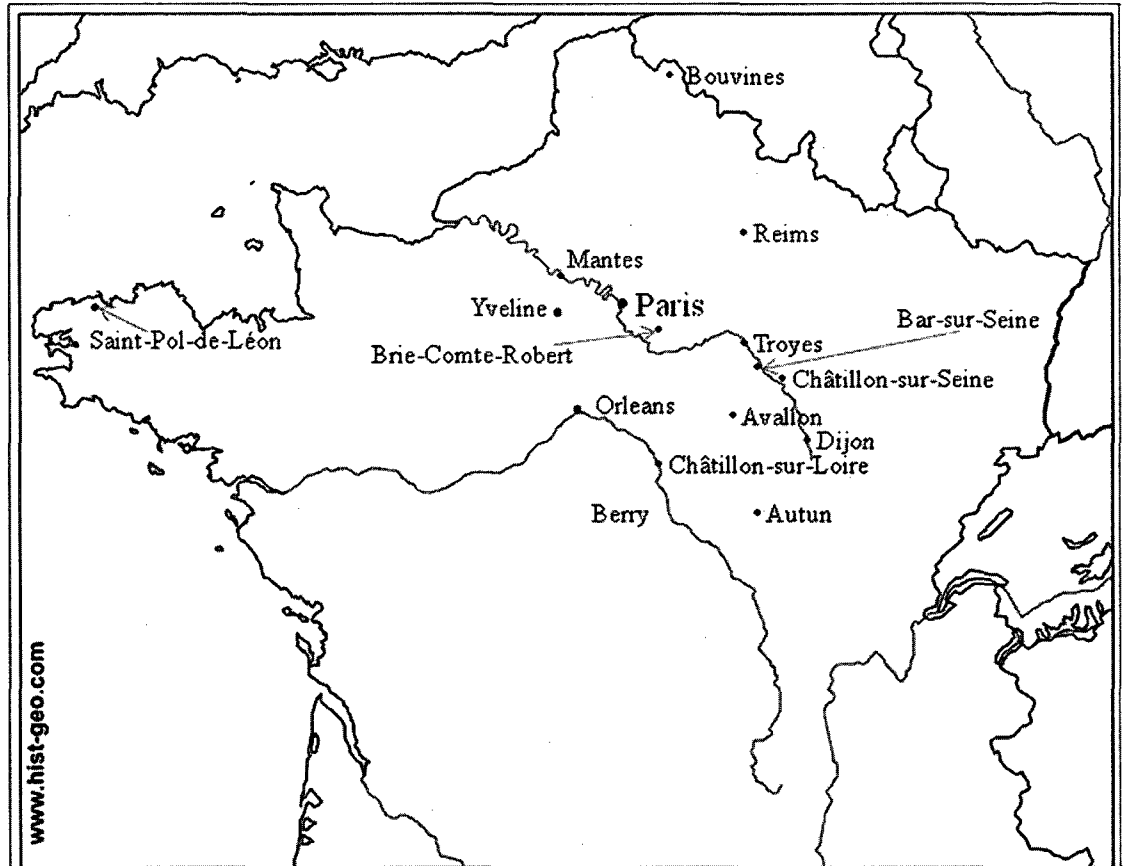 Bouvines
Reims
Mantes
Yveline
Paris
Bar-sur-Seine
Saint-Pol-de-Léon
Brie-Comte-Robert
Troyes
Châtillon-sur-Seine
Orleans
Avallon
Dijon
Châtillon-sur-Loire
Berry
Autun
www.hist-geo.com